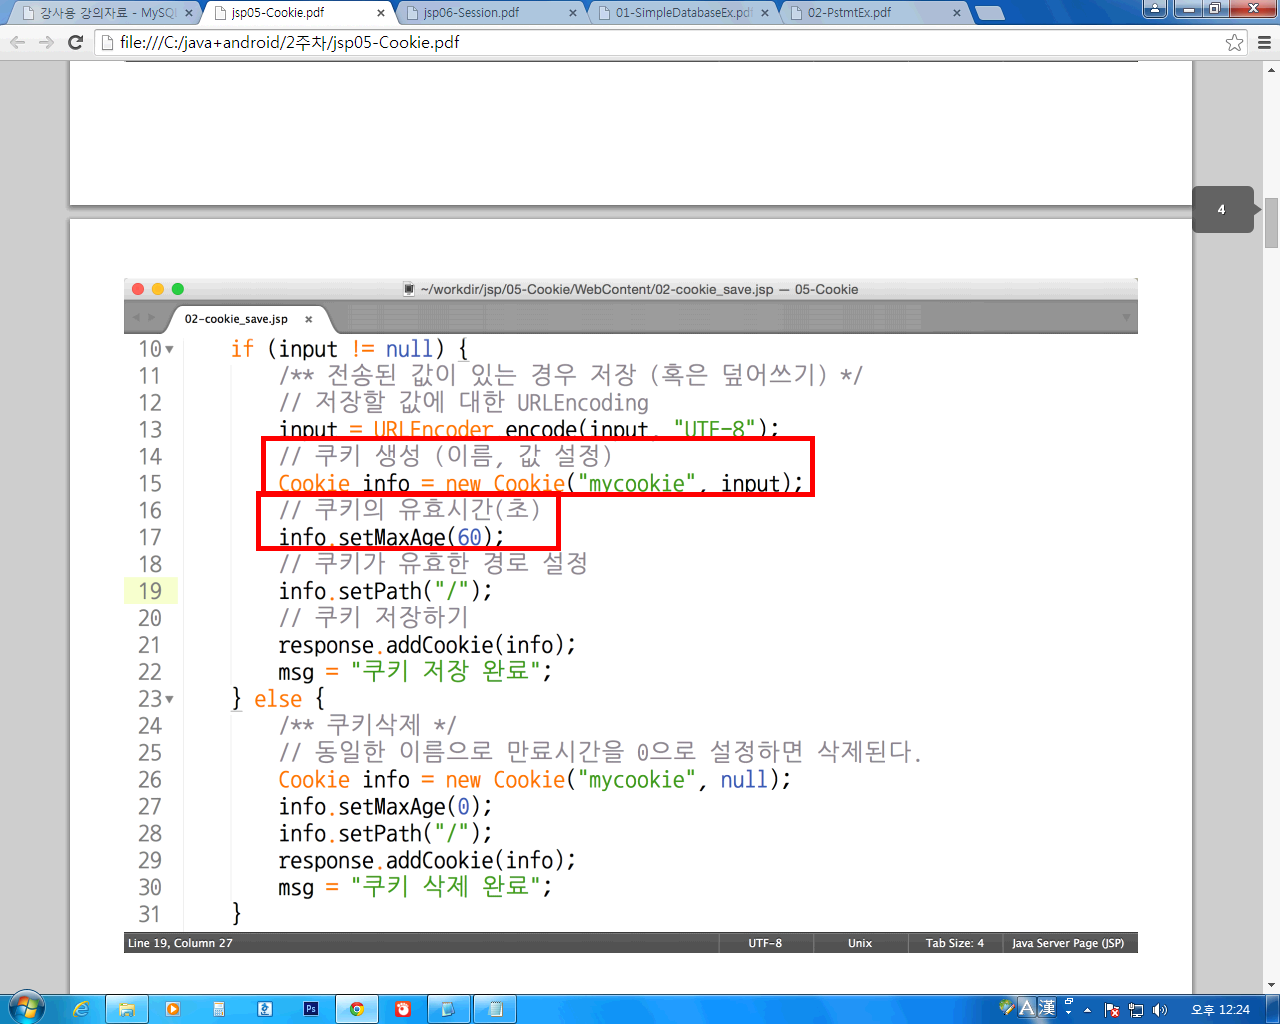 강사용 강의자료 - MySQL
jsp05-Cookie.pdf
jsp06-Session.pdf
01-SimpleDatabaseEx.pdf
02-PstmtEx.pdf
file:///C:/java+android/2주차/jsp05-Cookie.pdf
4
~/workdir/jsp/05-Cookie/WebContent/02-cookie_save.jsp — 05-Cookie
02-cookie_save.jsp
10 if (input != null) {
11 /** 전송된 값이 있는 경우 저장 (혹은 덮어쓰기) */
12 // 저장할 값에 대한 URLEncoding
13 input = URLEncoder.encode(input, "UTF-8");
14 // 쿠키 생성 (이름, 값 설정)
15 Cookie info = new Cookie("mycookie", input);
16 // 쿠키의 유효시간(초)
17 info.setMaxAge(60);
18 // 쿠키가 유효한 경로 설정
19 info.setPath("/");
20 // 쿠키 저장하기
21 response.addCookie(info);
22 msg = "쿠키 저장 완료";
23 } else {
24 /** 쿠키삭제 */
25 // 동일한 이름으로 만료시간을 0으로 설정하면 삭제된다.
26 Cookie info = new Cookie("mycookie", null);
27 info.setMaxAge(0);
28 info.setPath("/");
29 response.addCookie(info);
30 msg = "쿠키 삭제 완료";
31 }
Line 19, Column 27
UTF-8
Unix
Tab Size: 4
Java Server Page (JSP)
Ps
A 漢
오후 12:24